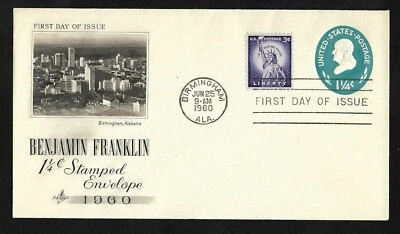 FIRST DAY OF ISSUE
Birmingham, Alabama
BENJAMIN FRANKLIN
1¼¢ Stamped
Envelope
1960
U.S. POSTAGE 3¢
LIBERTY
UNITED·STATES·POSTAGE
1¼¢
BIRMINGHAM
JUN 25
9-AM
1960
ALA.
FIRST DAY OF ISSUE